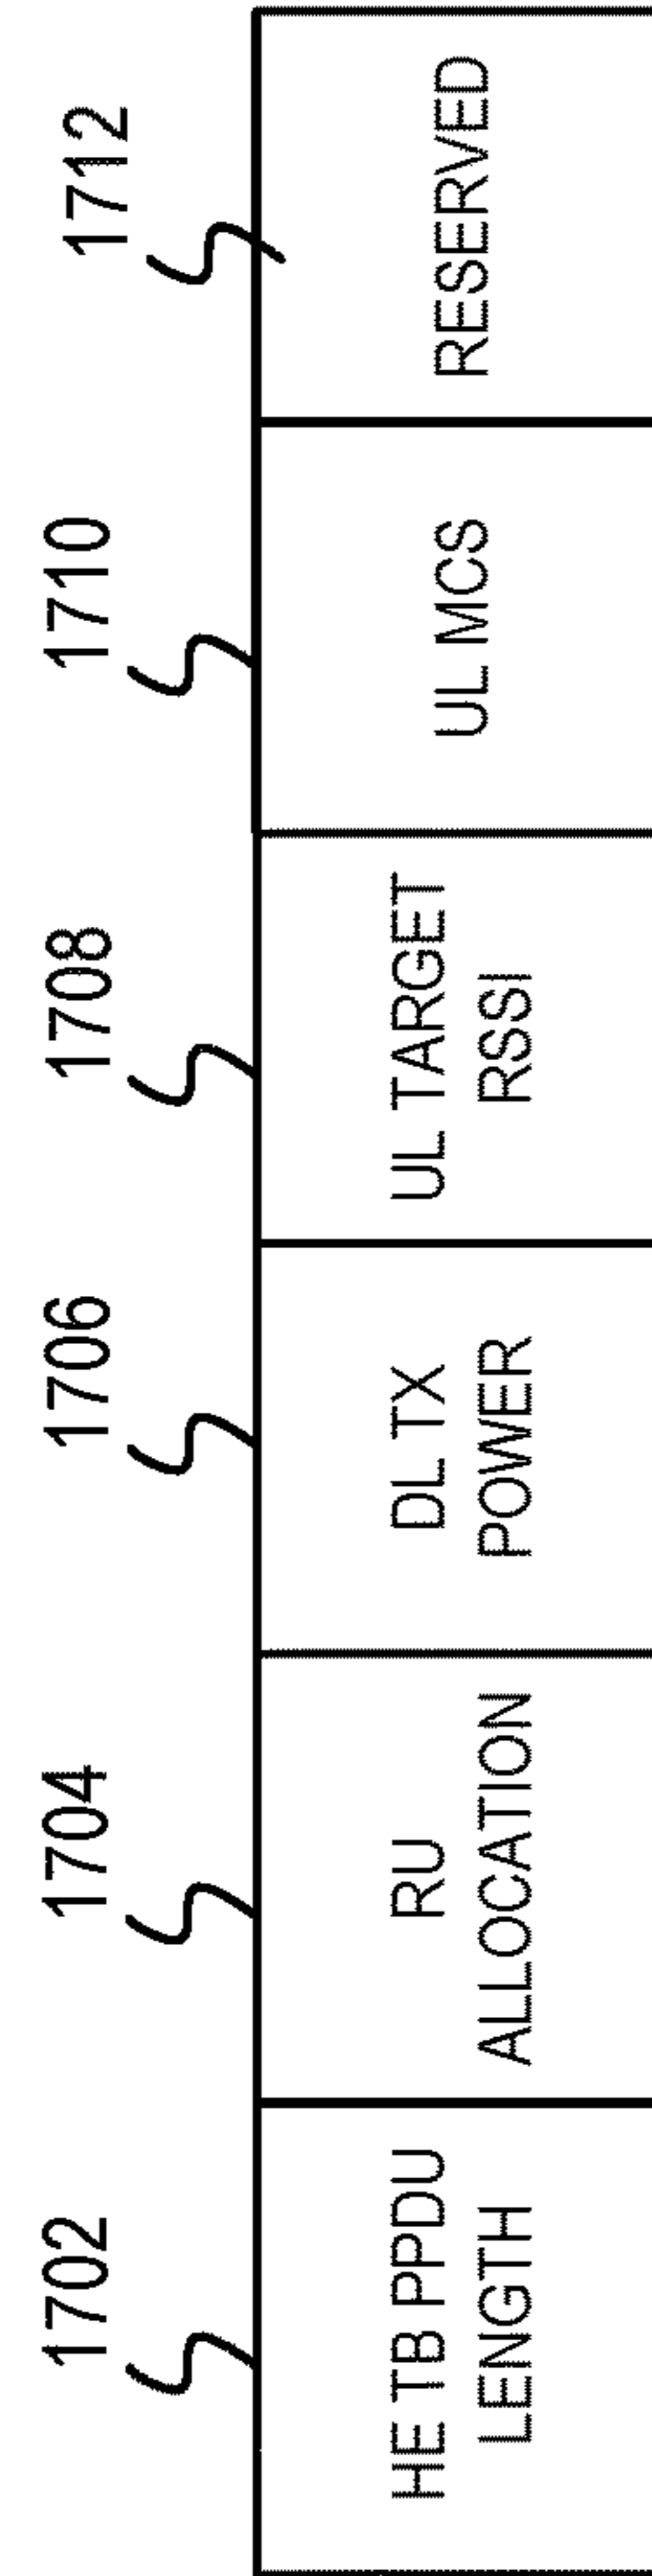 1702
1704
1706
1708
1710
1712
HE TB PPDU
LENGTH
RU
ALLOCATION
DL TX
POWER
UL TARGET
RSSI
UL MCS
RESERVED